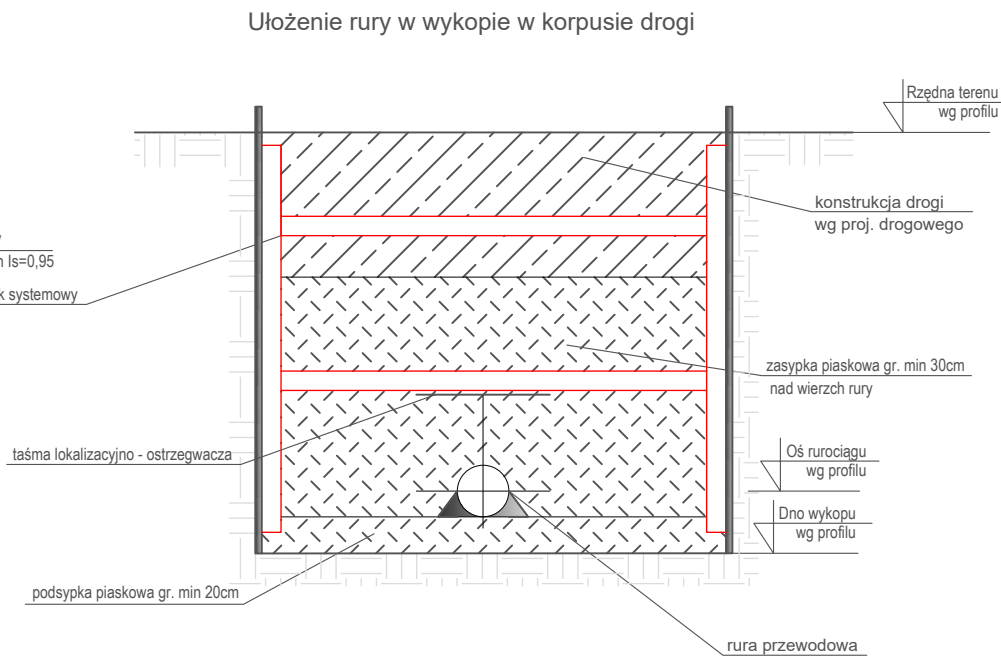 Ułożenie rury w wykopie w korpusie drogi
Rzędna terenu
wg profilu
konstrukcja drogi
wg proj. drogowego
Is=0,95
systemowy
zasypka piaskowa gr. min 30cm
nad wierzch rury
taśma lokalizacyjno - ostrzegwacza
Oś rurociągu
wg profilu
Dno wykopu
wg profilu
podsypka piaskowa gr. min 20cm
rura przewodowa